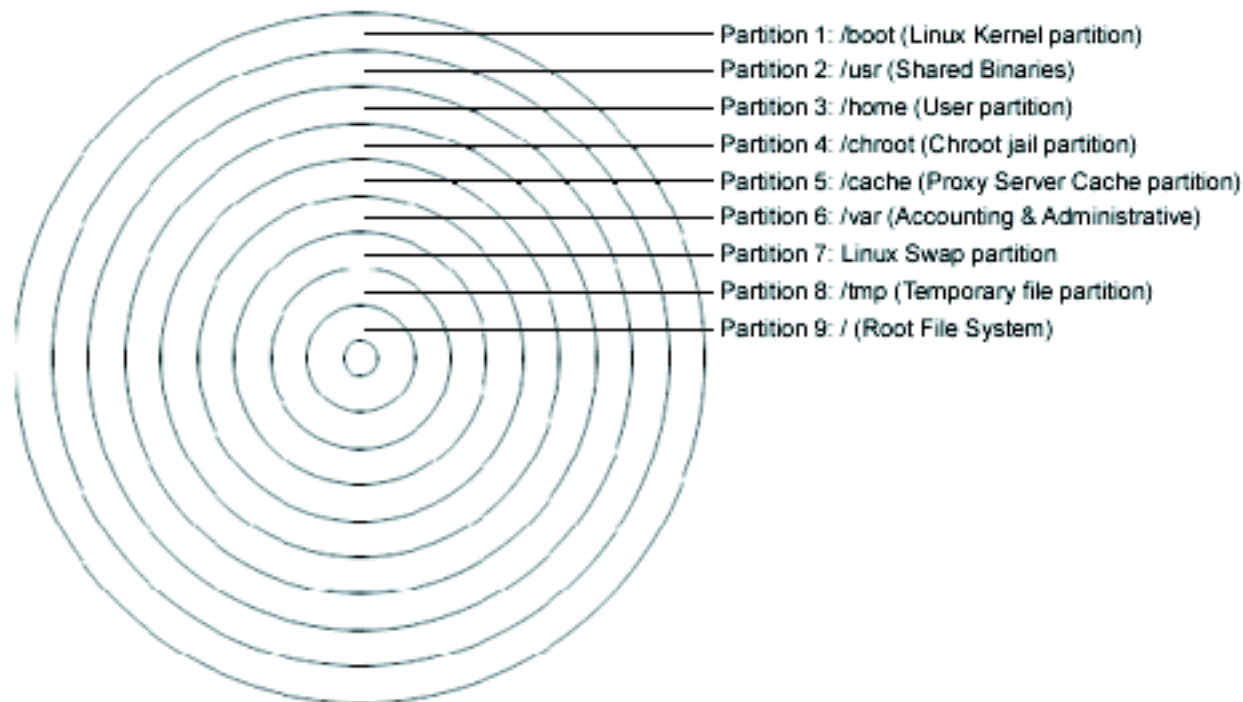 Partition 1: /boot (Linux Kernel partition)
Partition 2: /usr (Shared Binaries)
Partition 3: /home (User partition)
Partition 4: /chroot (Chroot jail partition)
Partition 5: /cache (Proxy Server Cache partition)
Partition 6: /var (Accounting & Administrative)
Partition 7: Linux Swap partition
Partition 8: /tmp (Temporary file partition)
Partition 9: / (Root File System)